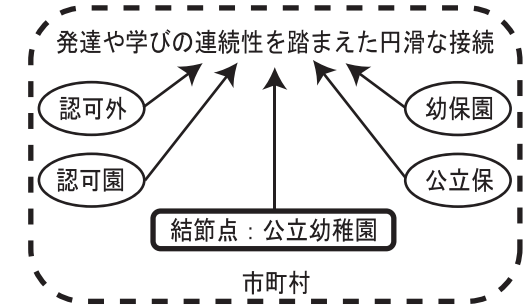 発達や学びの連続性を踏まえた円滑な接続
認可外
幼保園
認可園
公立保
結節点：公立幼稚園
市町村